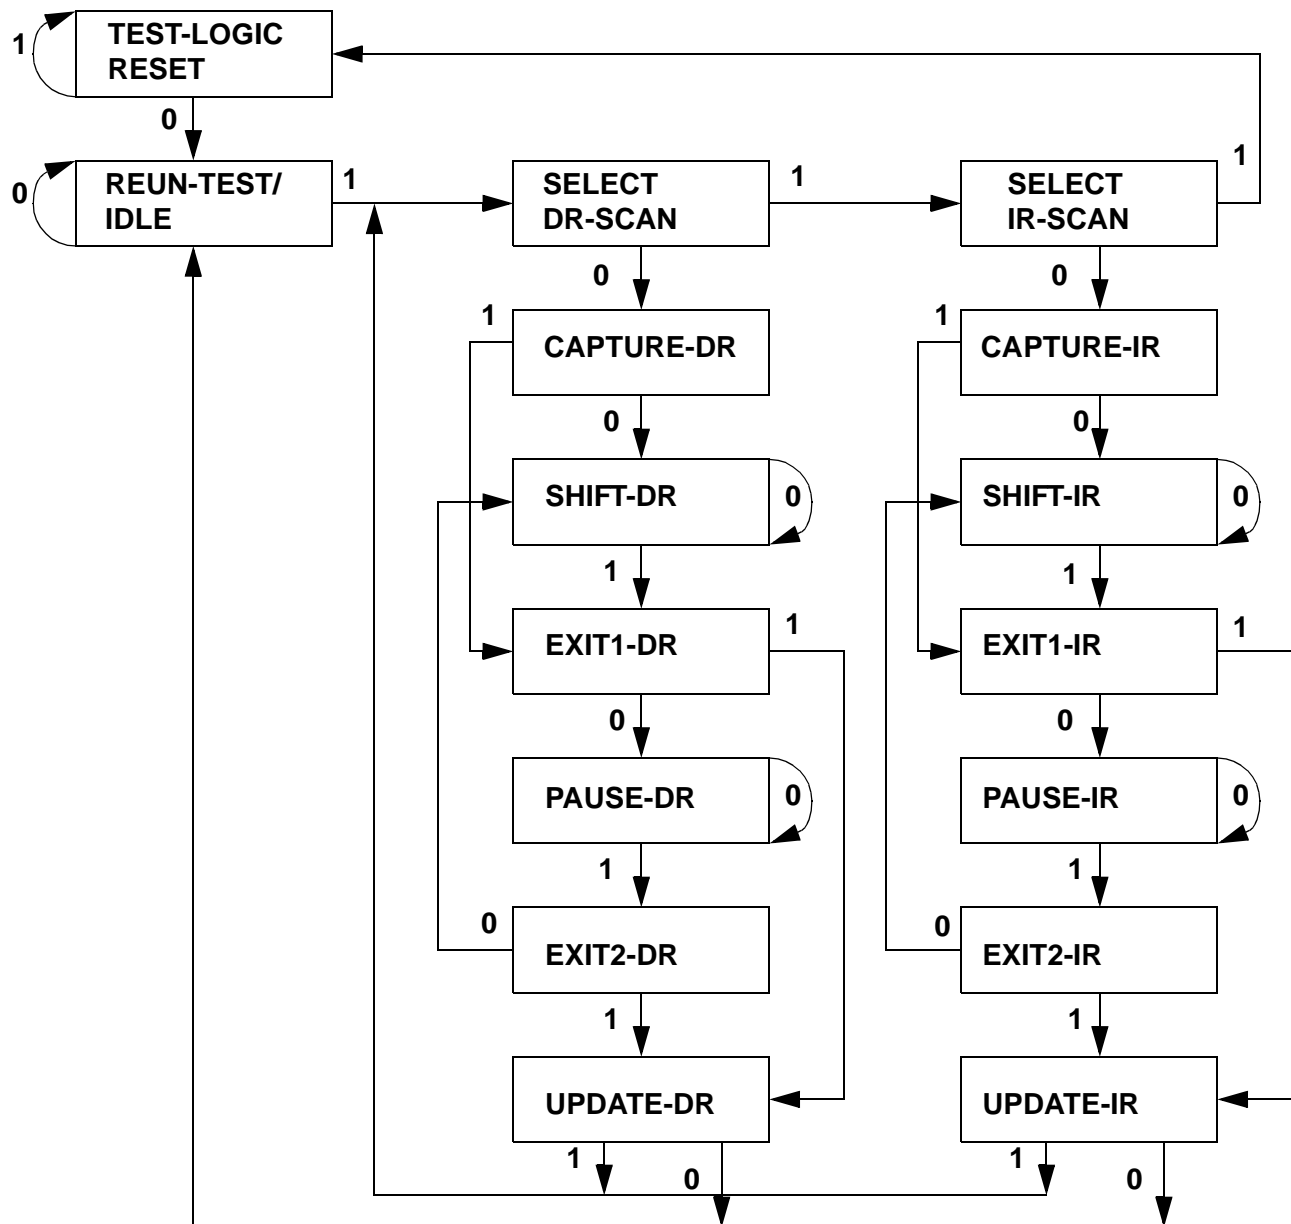 TEST-LOGIC
RESET
1
0
REUN-TEST/
IDLE
0
1
SELECT
DR-SCAN
1
SELECT
IR-SCAN
1
0
0
1
CAPTURE-DR
1
CAPTURE-IR
0
0
SHIFT-DR
0
SHIFT-IR
0
1
1
EXIT1-DR
1
EXIT1-IR
1
0
0
PAUSE-DR
0
PAUSE-IR
0
1
1
0
EXIT2-DR
0
EXIT2-IR
1
1
UPDATE-DR
UPDATE-IR
1
0
1
0